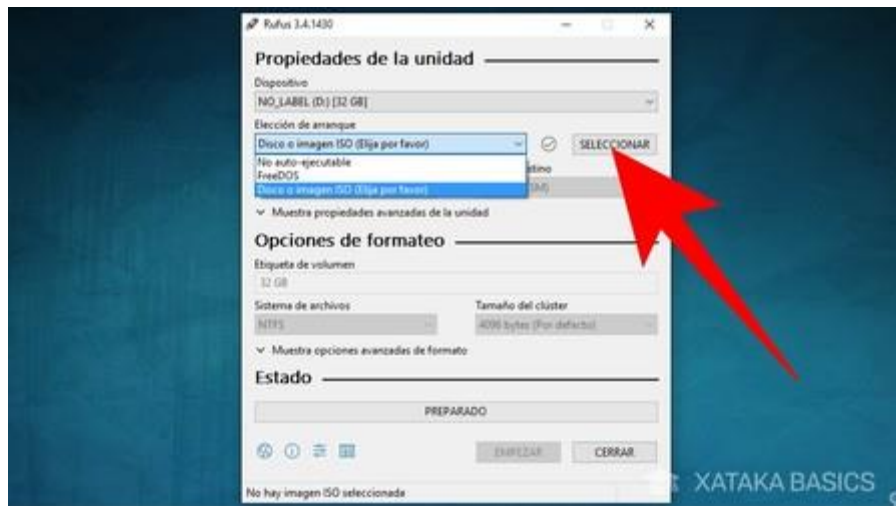 Rufus 3.4.1430
Propiedades de la unidad
Dispositivo
NO_LABEL (D:) [32 GB]
Elección de arranque
Disco o imagen ISO (Elija por favor)
SELECCIONAR
No auto-ejecutable
FreeDOS
Disco o imagen ISO (Elija por favor)
Muestra propiedades avanzadas de la unidad
Opciones de formateo
Etiqueta de volumen
32 GB
Sistema de archivos
Tamaño del clúster
NTFS
4096 bytes (Por defecto)
Muestra opciones avanzadas de formato
Estado
PREPARADO
EMPEZAR
CERRAR
No hay imagen ISO seleccionada
XATAKA BASICS